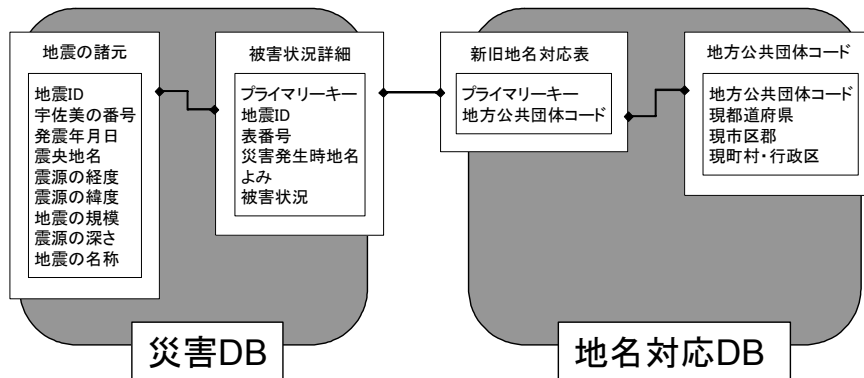 地震の諸元
地震ID
宇佐美の番号
発震年月日
震央地名
震源の経度
震源の緯度
地震の規模
震源の深さ
地震の名称
被害状況詳細
プライマリーキー
地震ID
表番号
災害発生時地名
よみ
被害状況
災害DB
新旧地名対応表
プライマリーキー
地方公共団体コード
地方公共団体コード
地方公共団体コード
現都道府県
現市区郡
現町村・行政区
地名対応DB